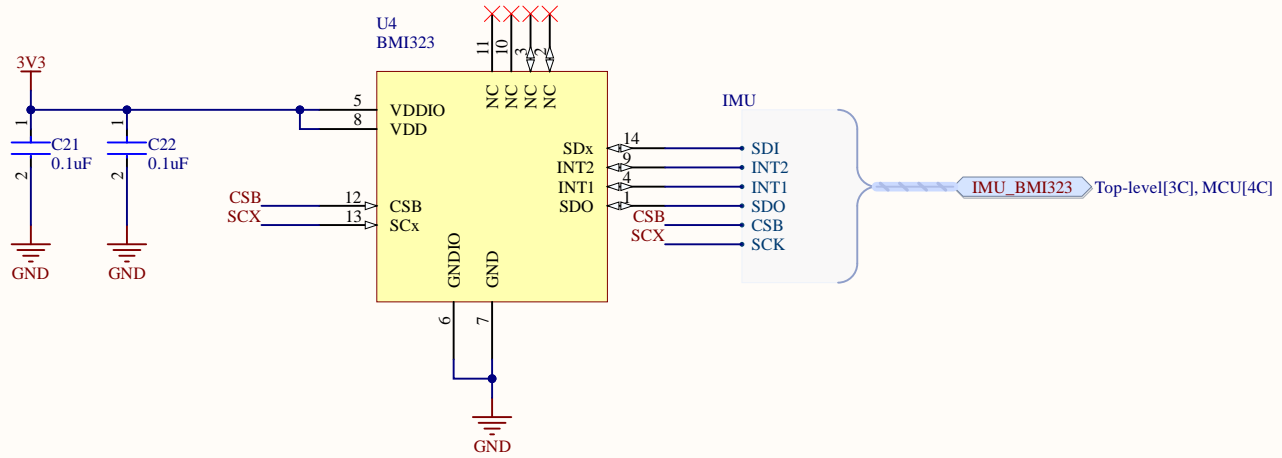 U4
BMI323
11
10
3
2
NC
NC
NC
NC
3V3
5
VDDIO
8
VDD
1
C21
0.1uF
2
1
C22
0.1uF
2
GND
GND
CSB
12
CSB
SCX
13
SCx
SDx
14
INT2
9
INT1
4
SDO
1
GNDIO
GND
6
7
GND
IMU
SDI
INT2
INT1
SDO
CSB
CSB
SCX
SCK
IMU_BMI323
Top-level[3C], MCU[4C]